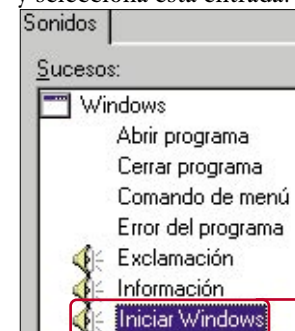 y selecciona esta entrada.
Sonidos
Sucesos:
Windows
Abrir programa
Cerrar programa
Comando de menú
Error del programa
Exclamación
Información
Iniciar Windows